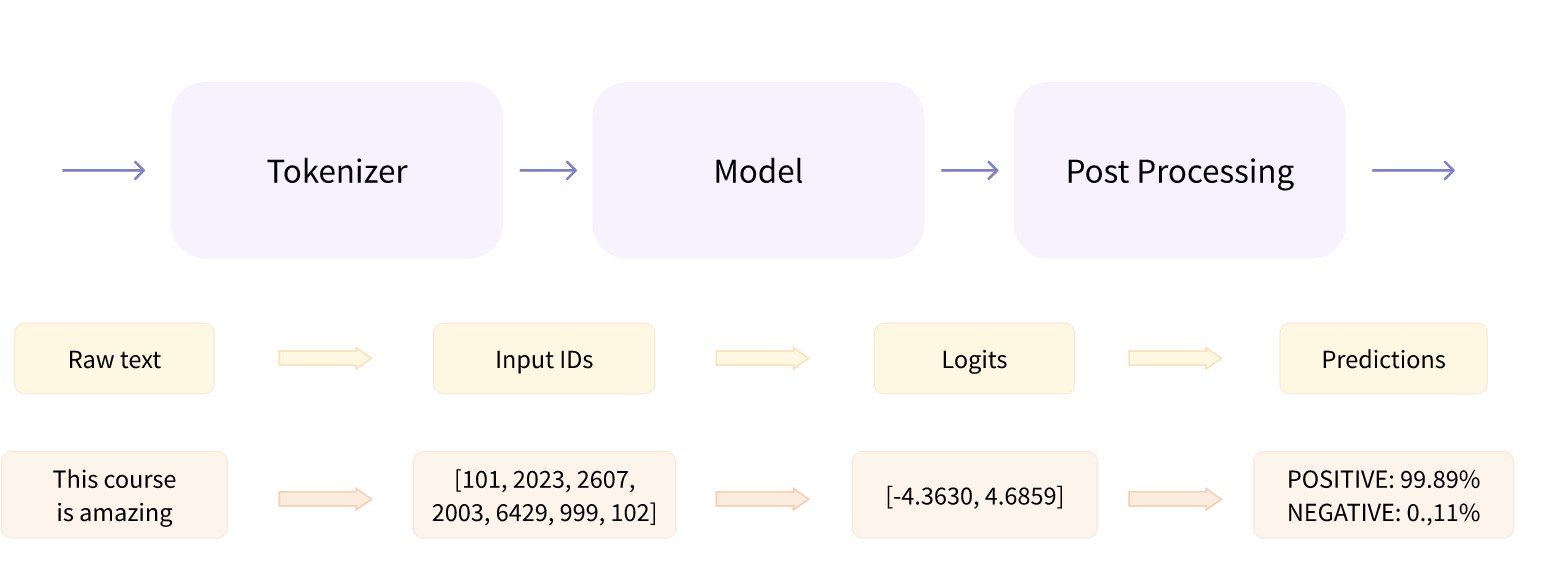 Tokenizer
Model
Post Processing
Raw text
Input IDs
Logits
Predictions
This course
is amazing
[101, 2023, 2607,
2003, 6429, 999, 102]
[-4.3630, 4.6859]
POSITIVE: 99.89%
NEGATIVE: 0.,11%